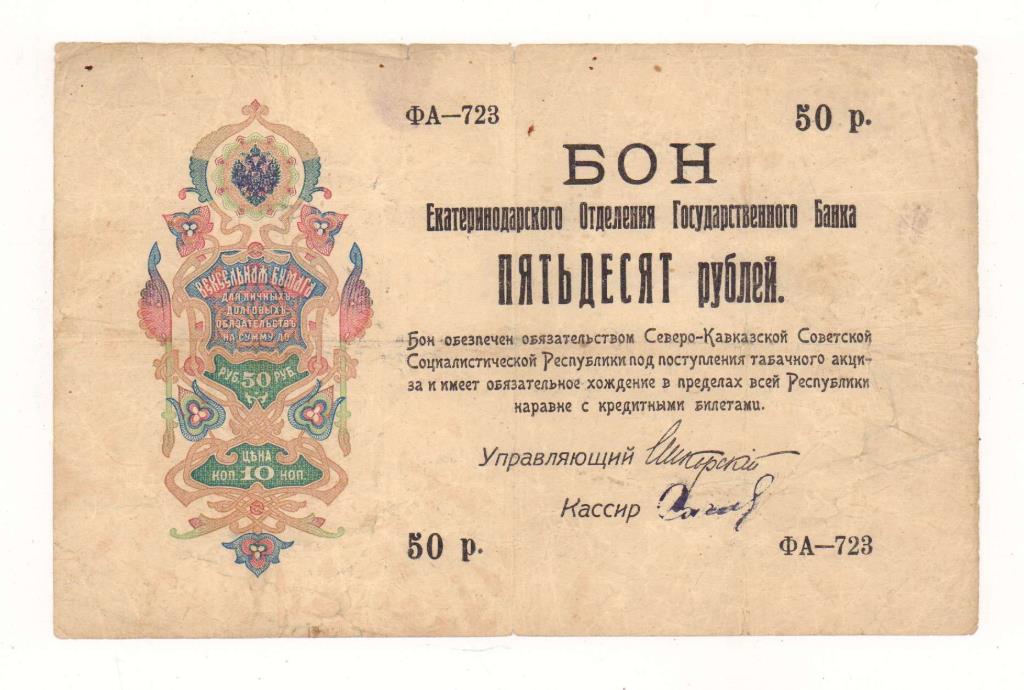 ФА—723
50 р.
БОН
Екатеринодарского Отделения Государственного Банка
ПЯТЬДЕСЯТ рублей.
Бон обезпечен обязательством Северо-Кавказской Советской
Социалистической Республики под поступления табачного акци-
за и имеет обязательное хождение в пределах всей Республики
наравне с кредитными билетами.
Управляющий
Кассир
50 р.
ФА—723
ВЕКСЕЛЬНАЯ БУМАГА
ДЛЯ ЛИЧНЫХЪ
ДОЛГОВЫХЪ
ОБЯЗАТЕЛЬСТВЪ
НА СУММУ ДО
РУБ. 50 РУБ.
ЦѢНА
КОП. 10 КОП.